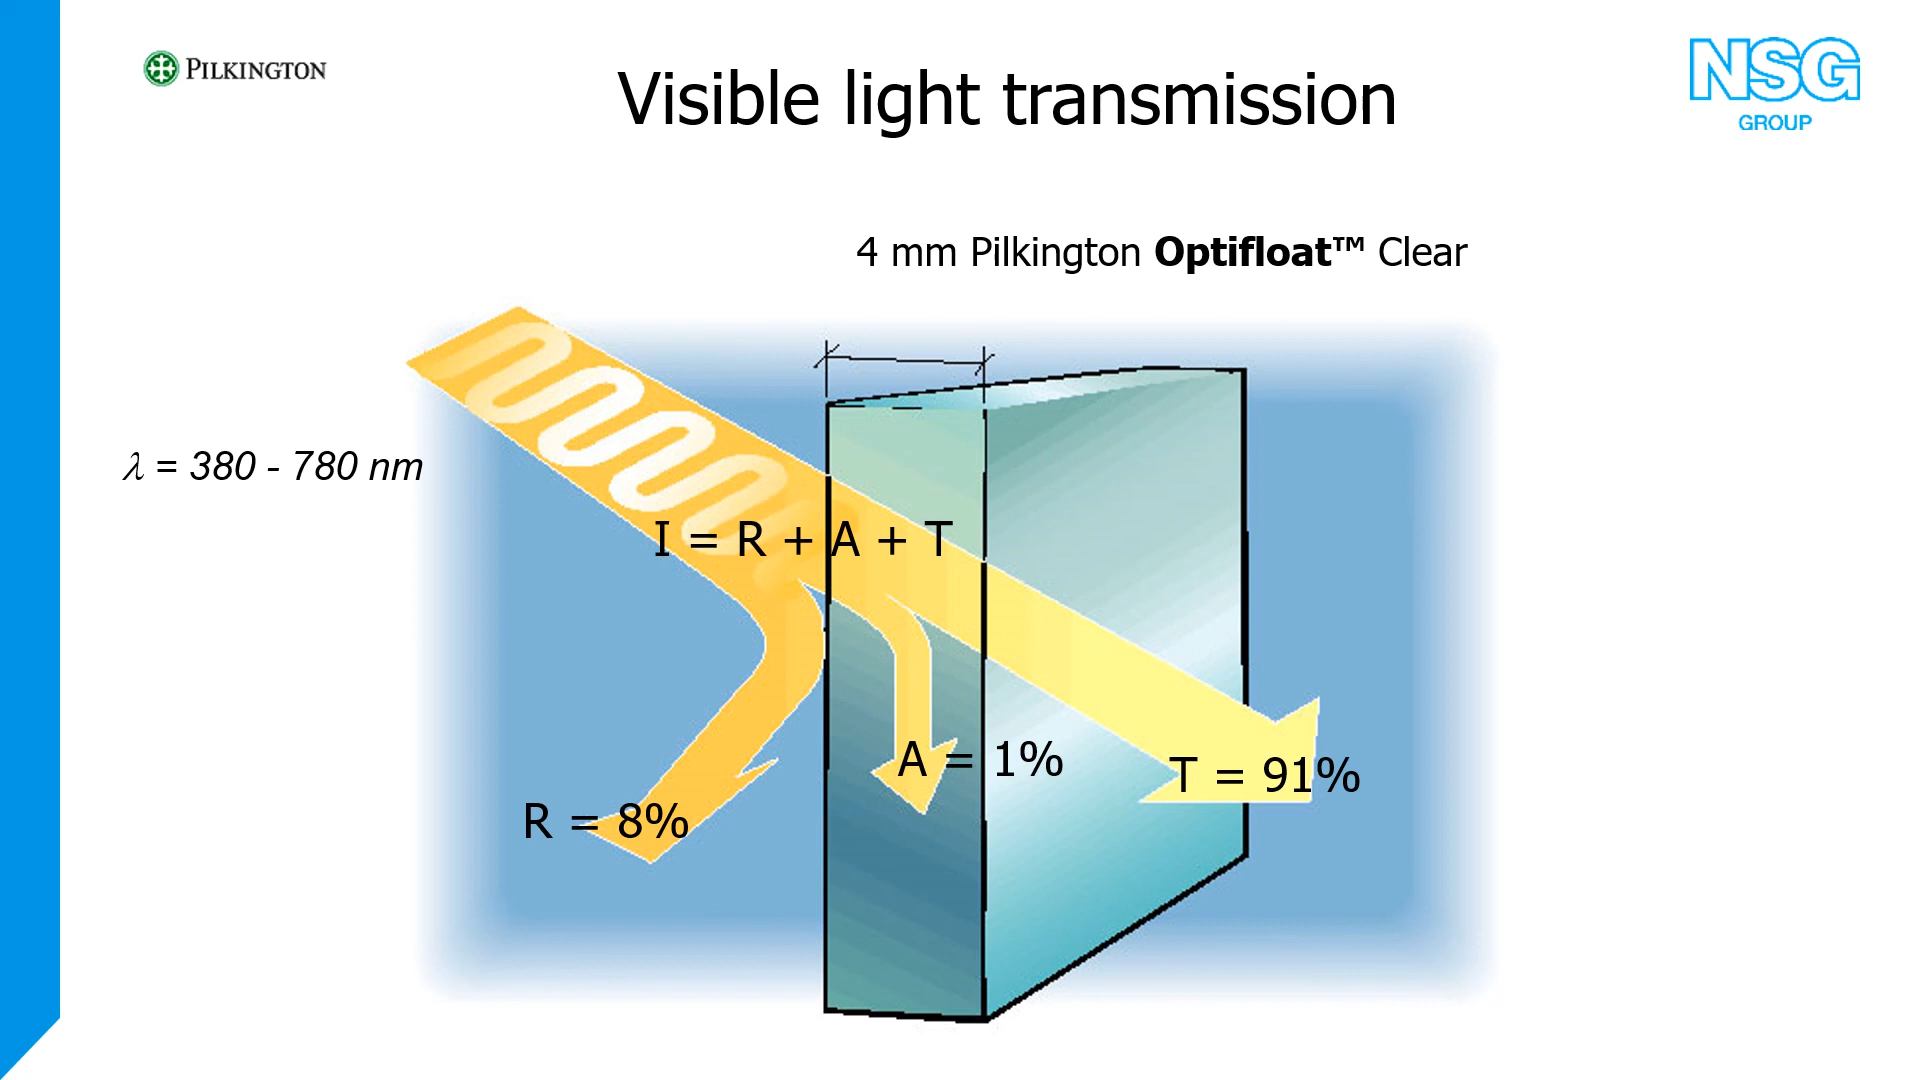 PILKINGTON
Visible light transmission
NSG
GROUP
4 mm Pilkington Optifloat™ Clear
λ = 380 - 780 nm
I = R + A + T
A = 1%
T = 91%
R = 8%